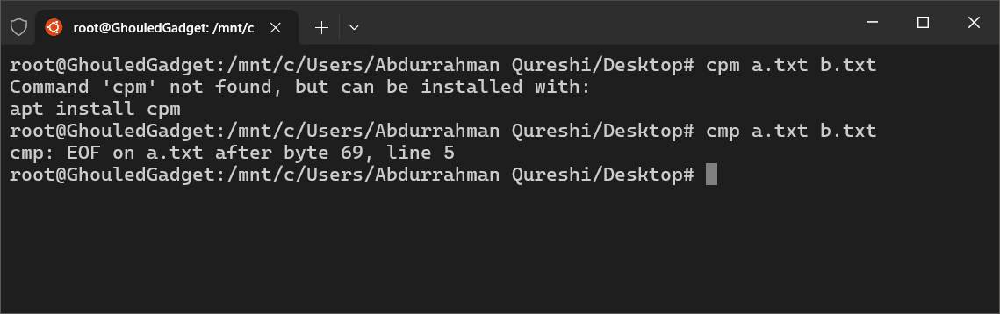 root@GhouledGadget: /mnt/c
root@GhouledGadget:/mnt/c/Users/Abdurrahman Qureshi/Desktop# cpm a.txt b.txt
Command 'cpm' not found, but can be installed with:
apt install cpm
root@GhouledGadget:/mnt/c/Users/Abdurrahman Qureshi/Desktop# cmp a.txt b.txt
cmp: EOF on a.txt after byte 69, line 5
root@GhouledGadget:/mnt/c/Users/Abdurrahman Qureshi/Desktop#